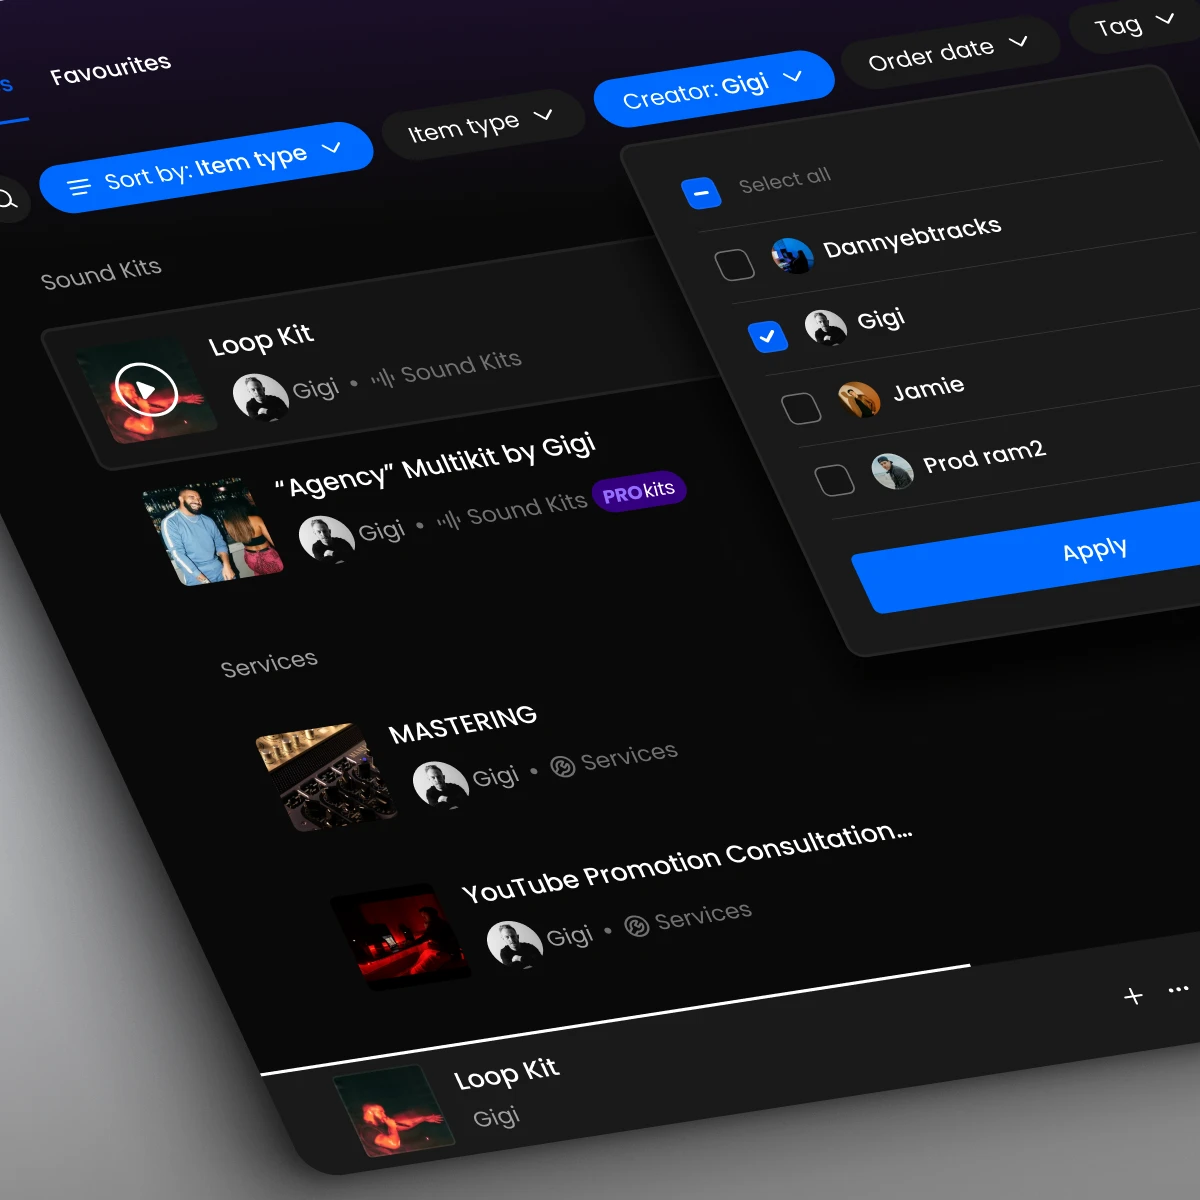 s
Favourites
Sort by: Item type
Item type
Creator: Gigi
Order date
Tag
Select all
Dannyebtracks
Gigi
Jamie
Prod ram2
Apply
Sound Kits
Loop Kit
Gigi • Sound Kits
“Agency” Multikit by Gigi
Gigi • Sound Kits PROkits
Services
MASTERING
Gigi • Services
YouTube Promotion Consultation...
Gigi • Services
Loop Kit
Gigi